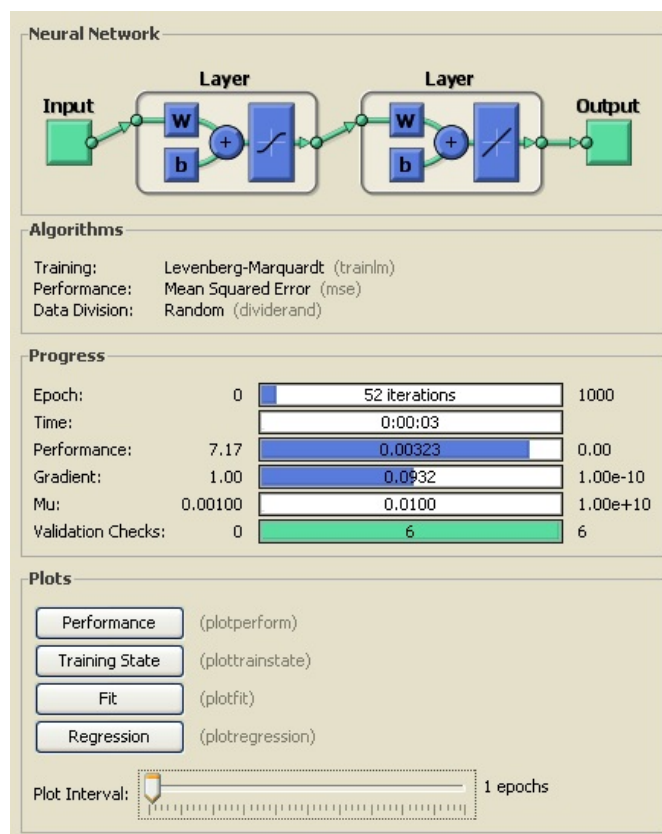 Neural Network
Layer Layer
Input Output
W W
+ +
b b
Algorithms
Training: Levenberg-Marquardt (trainlm)
Performance: Mean Squared Error (mse)
Data Division: Random (dividerand)
Progress
Epoch: 0 52 iterations 1000
Time: 0:00:03
Performance: 7.17 0.00323 0.00
Gradient: 1.00 0.0932 1.00e-10
Mu: 0.00100 0.0100 1.00e+10
Validation Checks: 0 6 6
Plots
Performance (plotperform)
Training State (plottrainstate)
Fit (plotfit)
Regression (plotregression)
Plot Interval: 1 epochs